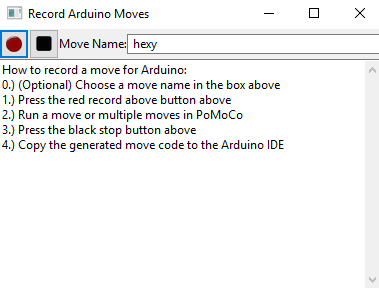 Record Arduino Moves
Move Name: hexy
How to record a move for Arduino:
0.) (Optional) Choose a move name in the box above
1.) Press the red record above button above
2.) Run a move or multiple moves in PoMoCo
3.) Press the black stop button above
4.) Copy the generated move code to the Arduino IDE